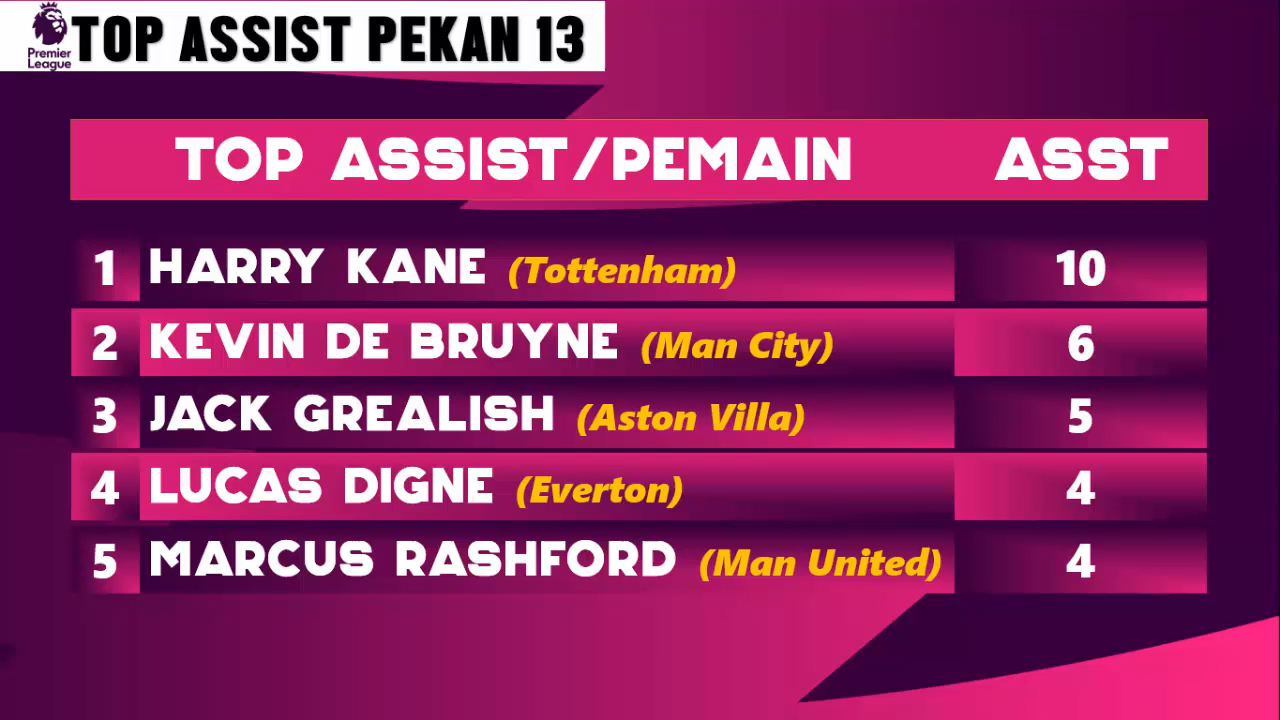 Premier
League
TOP ASSIST PEKAN 13
TOP ASSIST/PEMAIN ASST
1 HARRY KANE (Tottenham) 10
2 KEVIN DE BRUYNE (Man City) 6
3 JACK GREALISH (Aston Villa) 5
4 LUCAS DIGNE (Everton) 4
5 MARCUS RASHFORD (Man United) 4